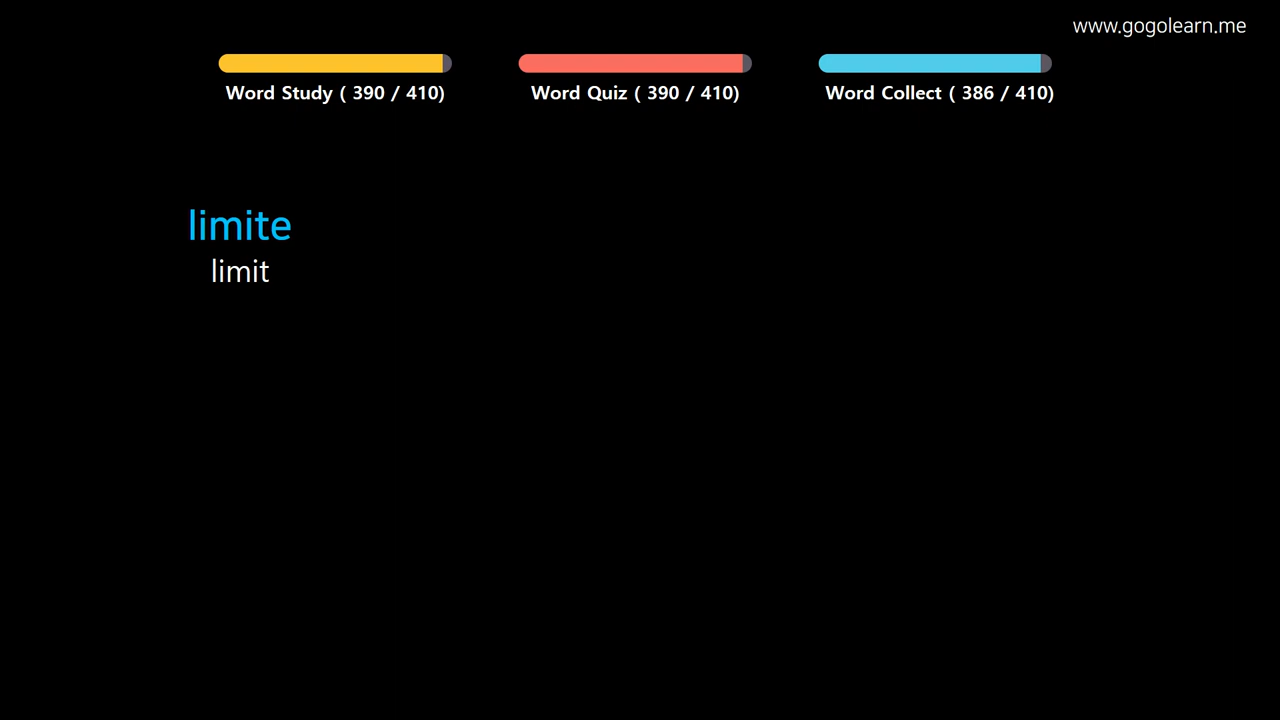 www.gogolearn.me
Word Study ( 390 / 410)
Word Quiz ( 390 / 410)
Word Collect ( 386 / 410)
limite
limit